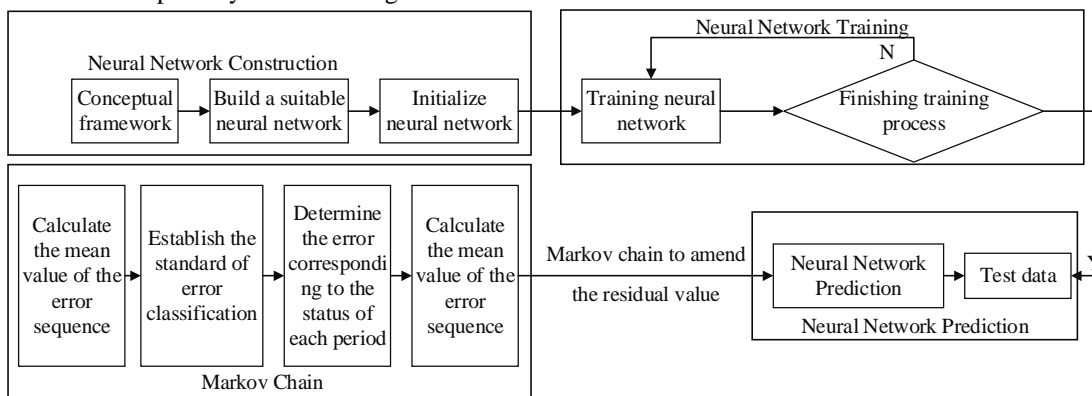 Neural Network Construction
Conceptual
framework
Build a suitable
neural network
Initialize
neural network
Neural Network Training
N
Training neural
network
Finishing training
process
Calculate
the mean
value of the
error
sequence
Establish the
standard of
error
classification
Determine
the error
correspondi
ng to the
status of
each period
Calculate
the mean
value of the
error
sequence
Markov Chain
Markov chain to amend
the residual value
Neural Network
Prediction
Test data
Y
Neural Network Prediction